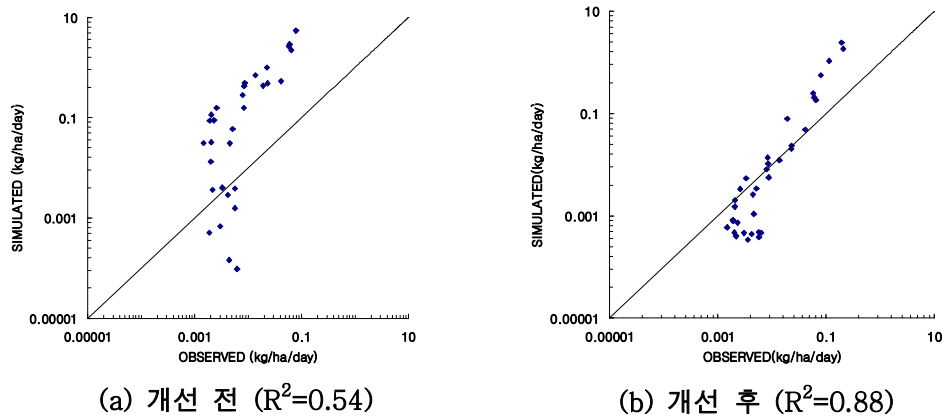 10
0.1
0.001
0.00001
SIMULATED (kg/ha/day)
0.00001 0.001 0.1 10
OBSERVED (kg/ha/day)
(a) 개선 전 (R²=0.54)
10
0.1
0.001
0.00001
SIMULATED(kg/ha/day)
0.00001 0.001 0.1 10
OBSERVED(kg/ha/day)
(b) 개선 후 (R²=0.88)